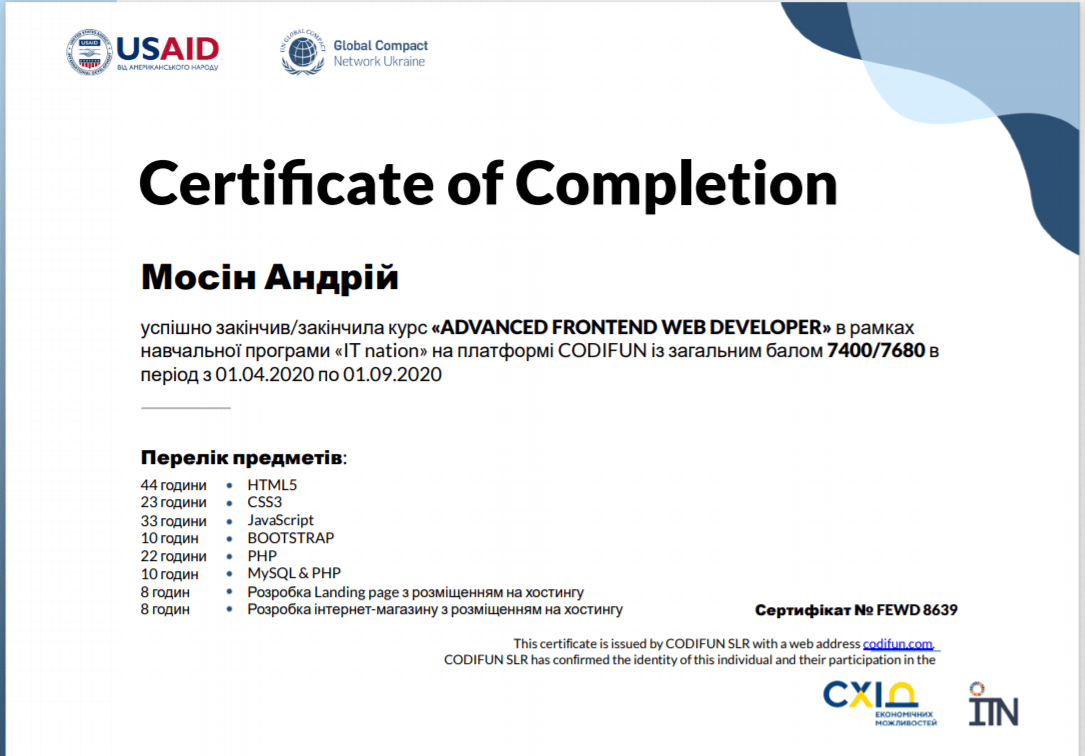 USAID
ВІД АМЕРИКАНСЬКОГО НАРОДУ
Global Compact
Network Ukraine
Certificate of Completion
Мосін Андрій
успішно закінчив/закінчила курс «ADVANCED FRONTEND WEB DEVELOPER» в рамках
навчальної програми «IT nation» на платформі CODIFUN із загальним балом 7400/7680 в
період з 01.04.2020 по 01.09.2020
Перелік предметів:
44 години • HTML5
23 години • CSS3
33 години • JavaScript
10 годин • BOOTSTRAP
22 години • PHP
10 годин • MySQL & PHP
8 годин • Розробка Landing page з розміщенням на хостингу
8 годин • Розробка інтернет-магазину з розміщенням на хостингу
Сертифікат № FEWD 8639
This certificate is issued by CODIFUN SLR with a web address codifun.com.
CODIFUN SLR has confirmed the identity of this individual and their participation in the
СХІД
ЕКОНОМІЧНИХ
МОЖЛИВОСТЕЙ
ITN